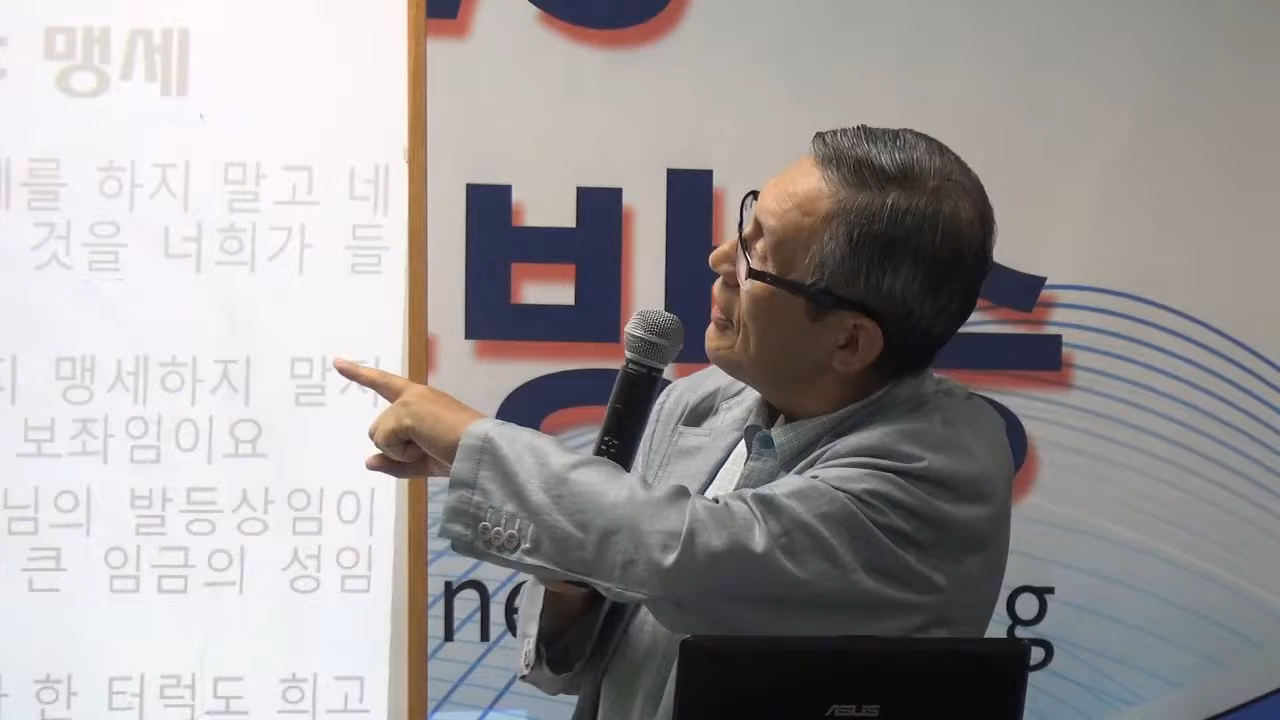 맹세
를 하지 말고 네
것을 너희가 들
맹세하지 말지
보좌임이요
님의 발등상임이
큰 임금의 성임
한 터럭도 희고
방송
ne
g
ASUS